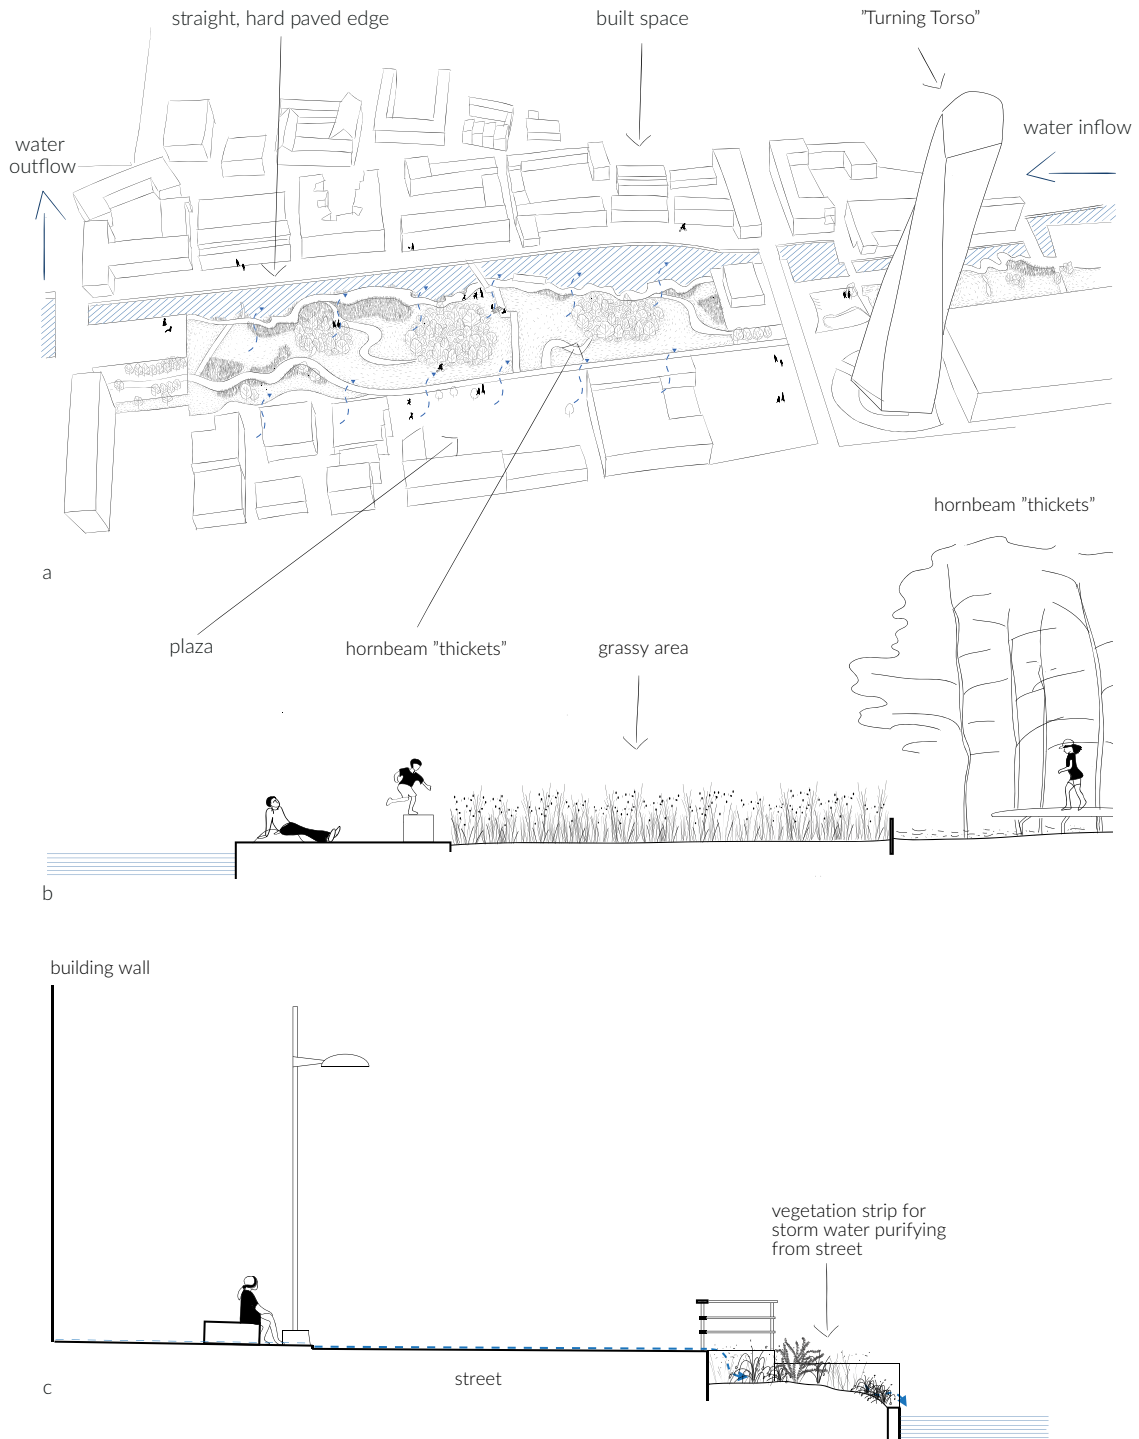 straight, hard paved edge
built space
”Turning Torso”
water inflow
water
outflow
hornbeam ”thickets”
a
plaza
hornbeam ”thickets”
grassy area
b
building wall
vegetation strip for
storm water purifying
from street
street
c